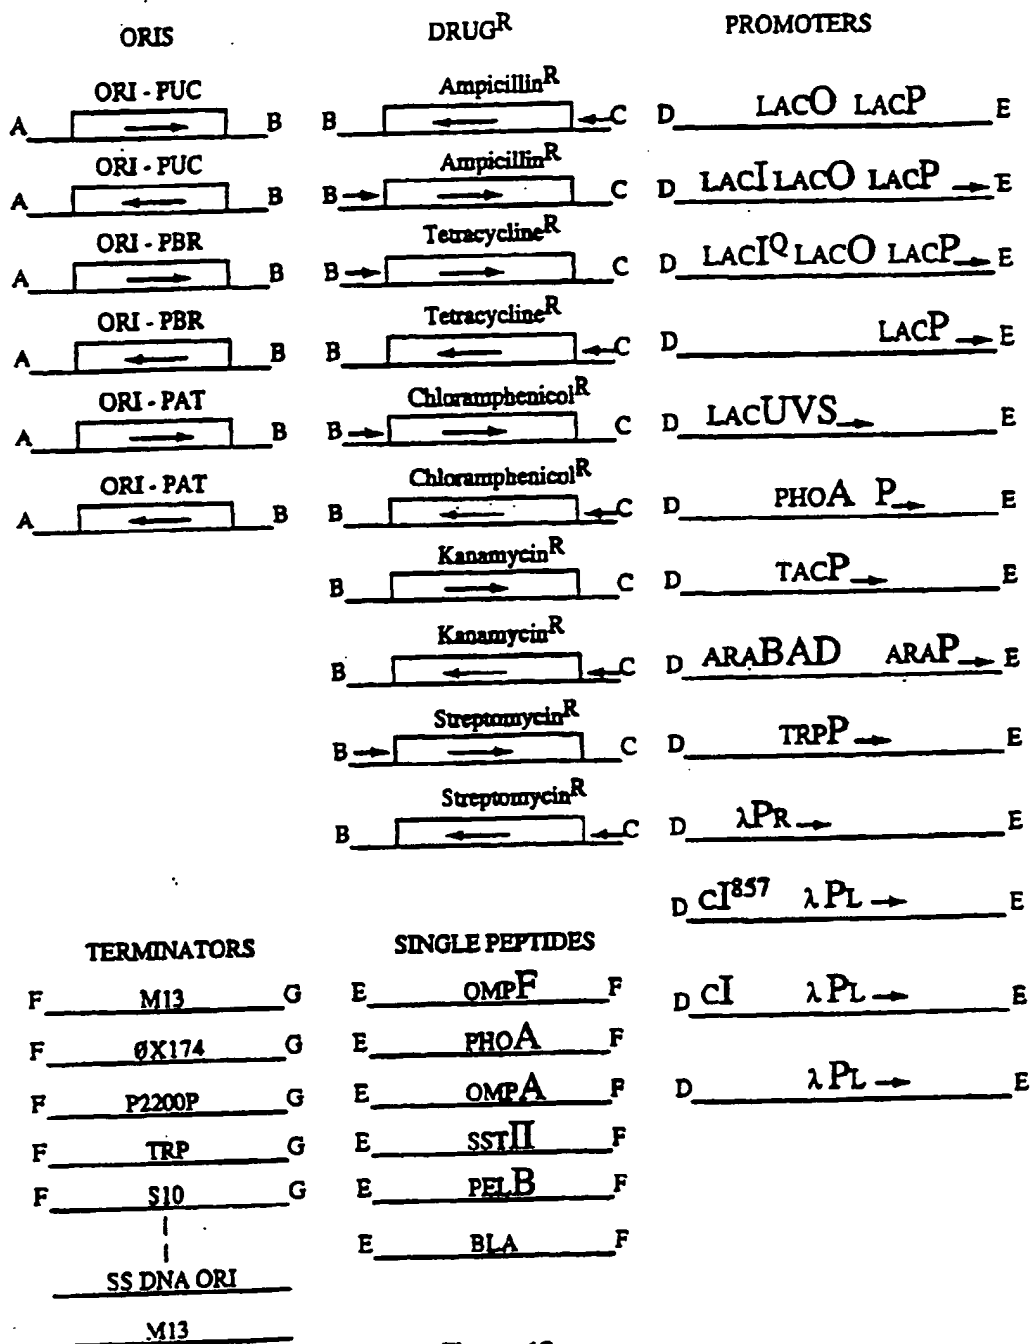 ORIS
ORI - PUC
A B
ORI - PUC
A B
ORI - PBR
A B
ORI - PBR
A B
ORI - PAT
A B
ORI - PAT
A B
DRUGR
AmpicillinR
B C
AmpicillinR
B C
TetracyclineR
B C
TetracyclineR
B C
ChloramphenicolR
B C
ChloramphenicolR
B C
KanamycinR
B C
KanamycinR
B C
StreptomycinR
B C
StreptomycinR
B C
PROMOTERS
D LACO LACP E
D LACI LACO LACP E
D LACIQ LACO LACP E
D LACP E
D LACUVS E
D PHOA P E
D TACP E
D ARABAD ARAP E
D TRPP E
D λPR E
D CI857 λ PL E
D CI λ PL E
D λ PL E
TERMINATORS
F M13 G
F ØX174 G
F P2200P G
F TRP G
F S10 G
SS DNA ORI
M13
SINGLE PEPTIDES
E OMPF F
E PHOA F
E OMPA F
E SSTII F
E PELB F
E BLA F